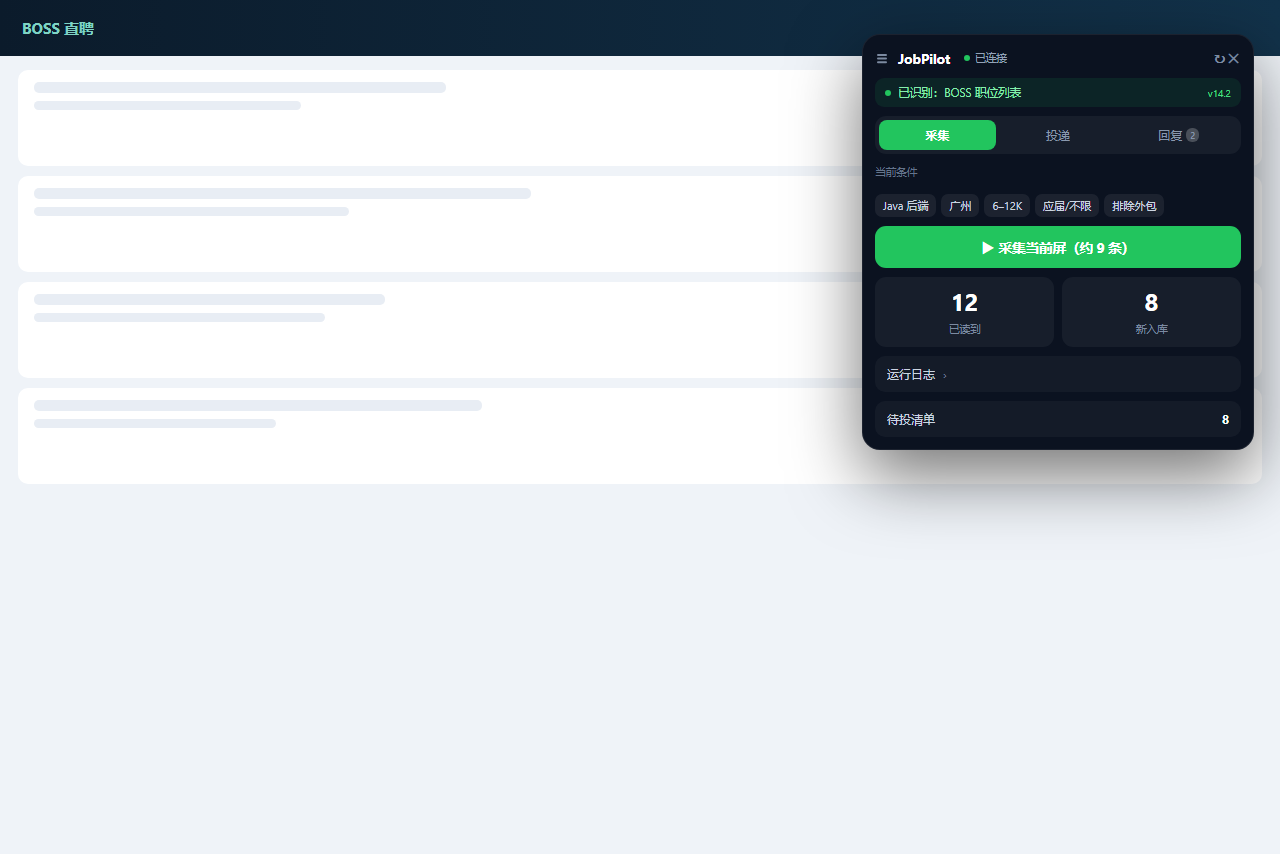 BOSS 直聘
☰ JobPilot 已连接 ↻ ✕
已识别：BOSS 职位列表 v14.2
采集 投递 回复 2
当前条件
Java 后端 广州 6–12K 应届/不限 排除外包
▶ 采集当前屏（约 9 条）
12 8
已读到 新入库
运行日志 ›
待投清单 8